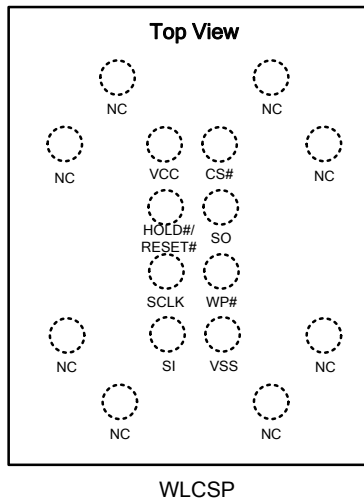 Top View
NC NC
NC VCC CS# NC
HOLD#/
RESET#
SO
SCLK WP#
NC SI VSS NC
NC NC
WLCSP